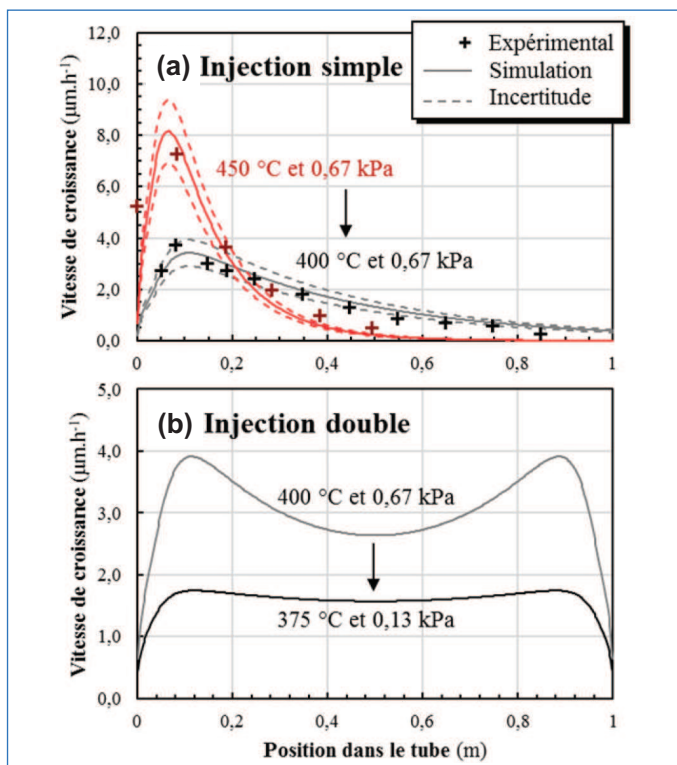 (a) Injection simple
Expérimental
Simulation
Incertitude
Vitesse de croissance (µm.h⁻¹)
12,0
10,0
8,0
6,0
4,0
2,0
0,0
450 °C et 0,67 kPa
400 °C et 0,67 kPa
0
0,2
0,4
0,6
0,8
1
(b) Injection double
Vitesse de croissance (µm.h⁻¹)
5,0
4,0
3,0
2,0
1,0
0,0
400 °C et 0,67 kPa
375 °C et 0,13 kPa
0
0,2
0,4
0,6
0,8
1
Position dans le tube (m)